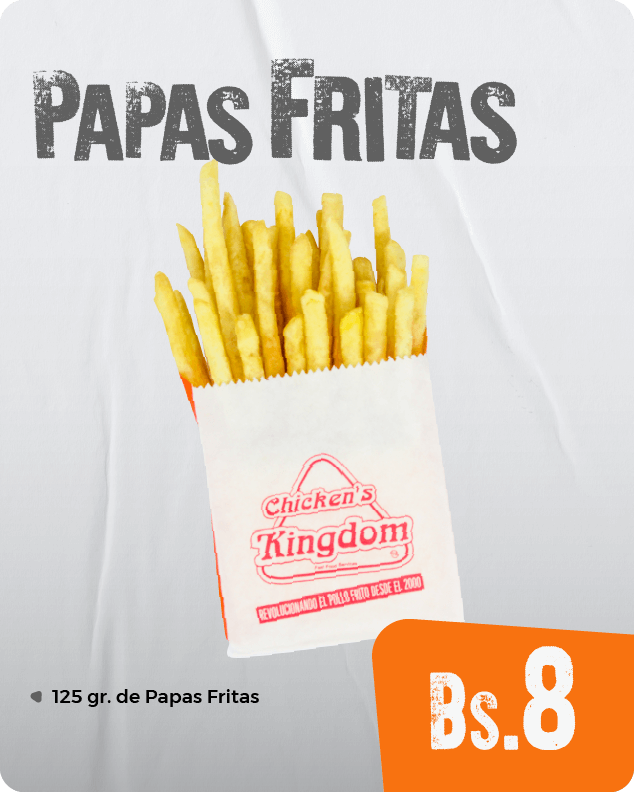 PAPAS FRITAS
Chicken's
Kingdom
REVOLUCIONANDO EL POLLO FRITO DESDE EL 2000
125 gr. de Papas Fritas
Bs.8